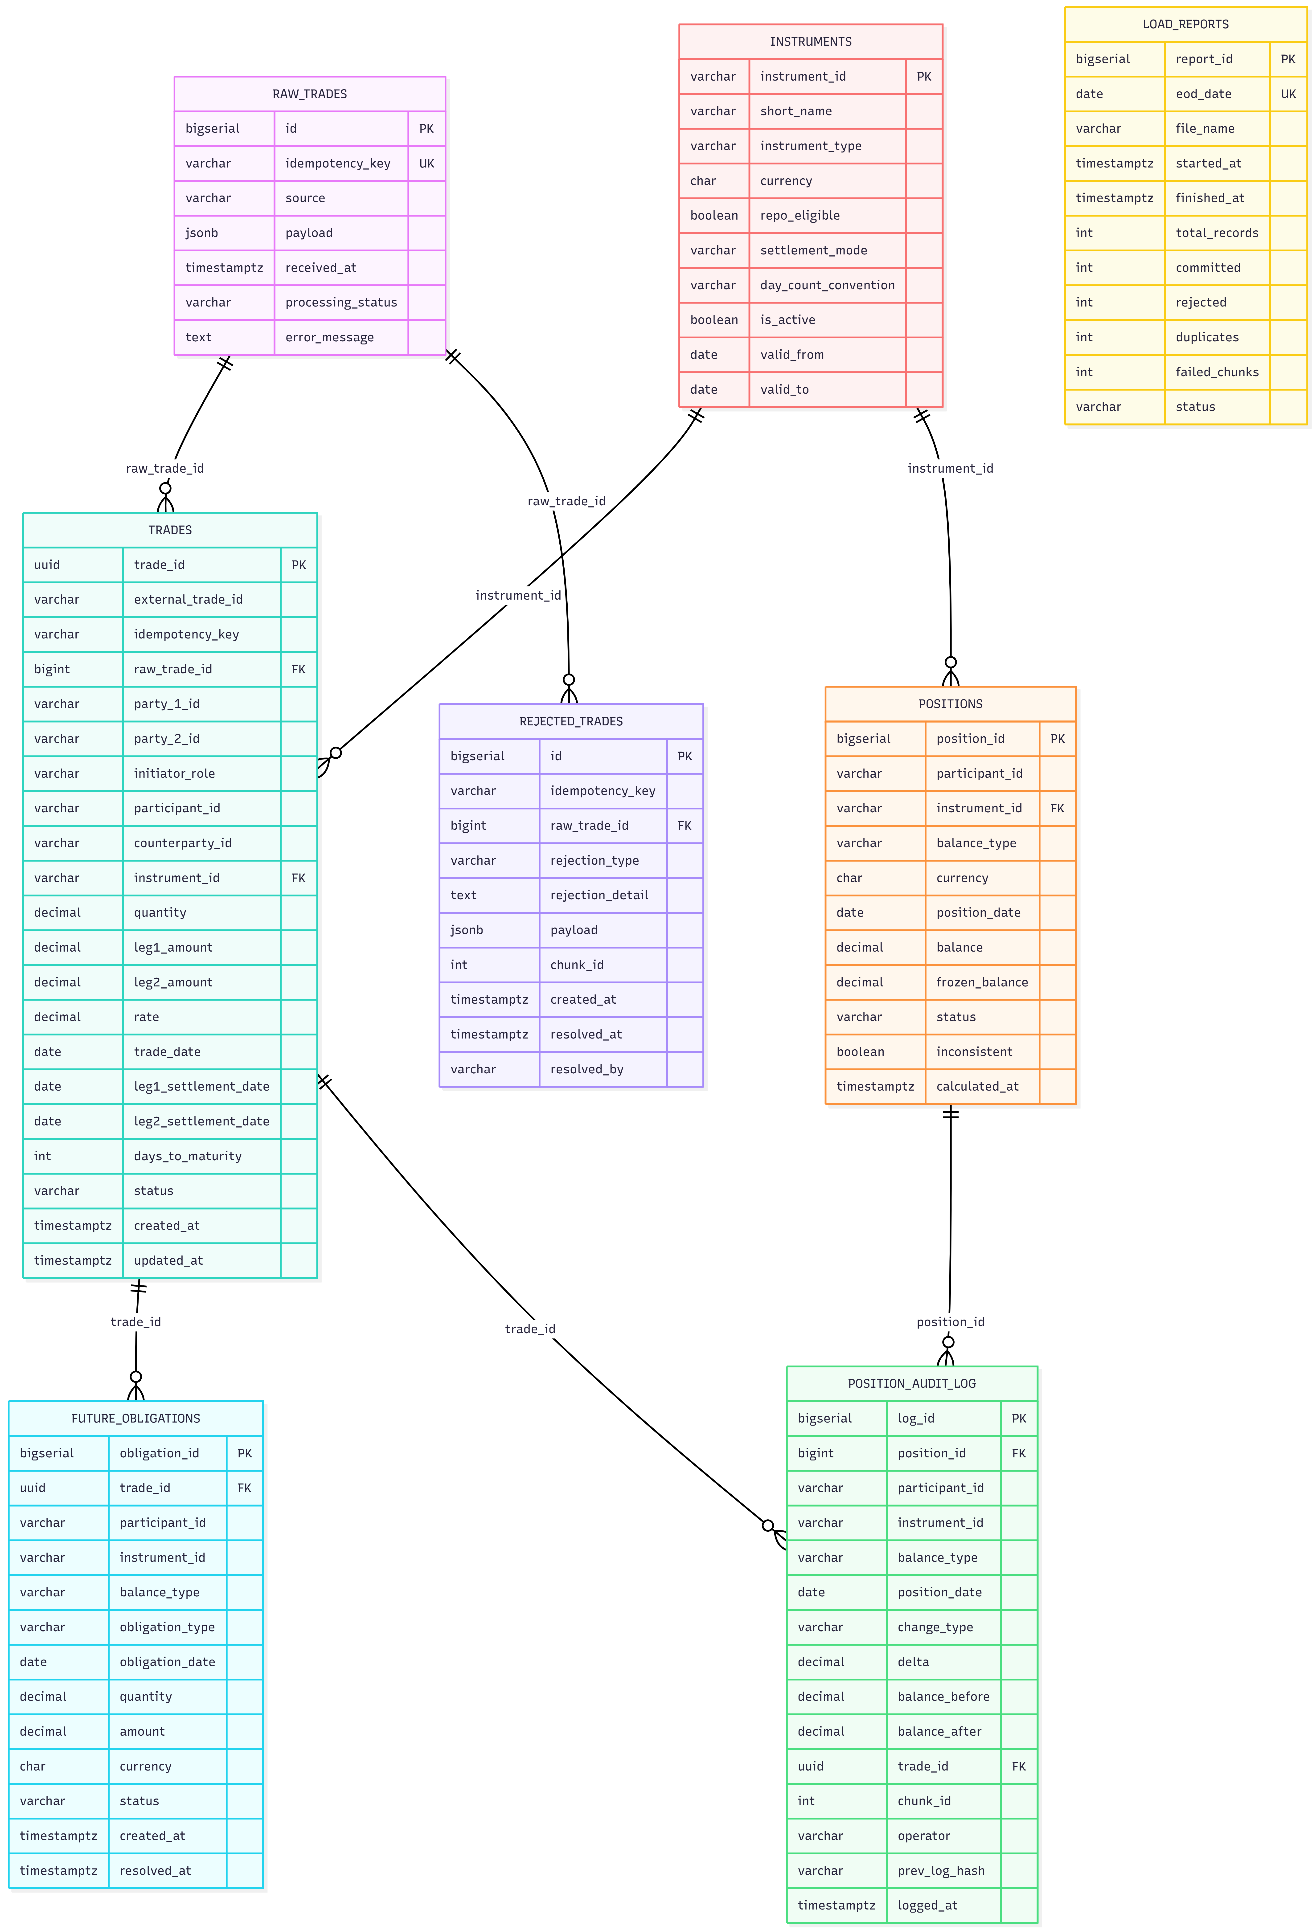 LOAD_REPORTS
bigserial report_id PK
date eod_date UK
varchar file_name
timestamptz started_at
timestamptz finished_at
int total_records
int committed
int rejected
int duplicates
int failed_chunks
varchar status
INSTRUMENTS
varchar instrument_id PK
varchar short_name
varchar instrument_type
char currency
boolean repo_eligible
varchar settlement_mode
varchar day_count_convention
boolean is_active
date valid_from
date valid_to
RAW_TRADES
bigserial id PK
varchar idempotency_key UK
varchar source
jsonb payload
timestamptz received_at
varchar processing_status
text error_message
raw_trade_id
raw_trade_id
instrument_id
instrument_id
TRADES
uuid trade_id PK
varchar external_trade_id
varchar idempotency_key
bigint raw_trade_id FK
varchar party_1_id
varchar party_2_id
varchar initiator_role
varchar participant_id
varchar counterparty_id
varchar instrument_id FK
decimal quantity
decimal leg1_amount
decimal leg2_amount
decimal rate
date trade_date
date leg1_settlement_date
date leg2_settlement_date
int days_to_maturity
varchar status
timestamptz created_at
timestamptz updated_at
REJECTED_TRADES
bigserial id PK
varchar idempotency_key
bigint raw_trade_id FK
varchar rejection_type
text rejection_detail
jsonb payload
int chunk_id
timestamptz created_at
timestamptz resolved_at
varchar resolved_by
POSITIONS
bigserial position_id PK
varchar participant_id
varchar instrument_id FK
varchar balance_type
char currency
date position_date
decimal balance
decimal frozen_balance
varchar status
boolean inconsistent
timestamptz calculated_at
trade_id
trade_id
position_id
FUTURE_OBLIGATIONS
bigserial obligation_id PK
uuid trade_id FK
varchar participant_id
varchar instrument_id
varchar balance_type
varchar obligation_type
date obligation_date
decimal quantity
decimal amount
char currency
varchar status
timestamptz created_at
timestamptz resolved_at
POSITION_AUDIT_LOG
bigserial log_id PK
bigint position_id FK
varchar participant_id
varchar instrument_id
varchar balance_type
date position_date
varchar change_type
decimal delta
decimal balance_before
decimal balance_after
uuid trade_id FK
int chunk_id
varchar operator
varchar prev_log_hash
timestamptz logged_at